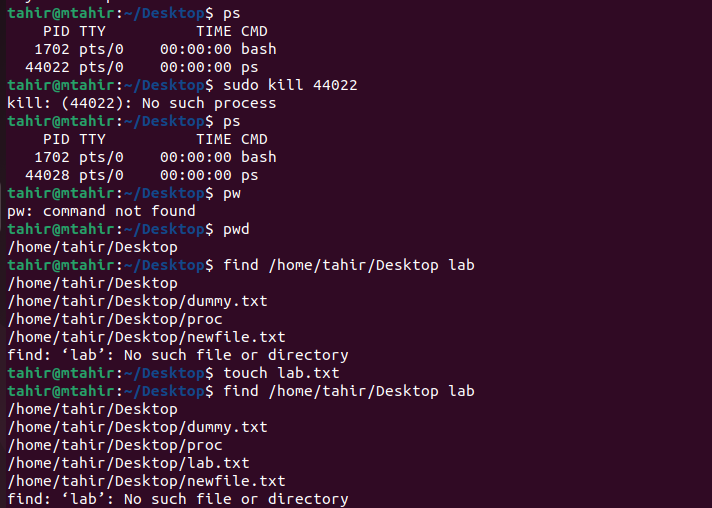 tahir@mtahir:~/Desktop$ ps
    PID TTY          TIME CMD
   1702 pts/0    00:00:00 bash
  44022 pts/0    00:00:00 ps
tahir@mtahir:~/Desktop$ sudo kill 44022
kill: (44022): No such process
tahir@mtahir:~/Desktop$ ps
    PID TTY          TIME CMD
   1702 pts/0    00:00:00 bash
  44028 pts/0    00:00:00 ps
tahir@mtahir:~/Desktop$ pw
pw: command not found
tahir@mtahir:~/Desktop$ pwd
/home/tahir/Desktop
tahir@mtahir:~/Desktop$ find /home/tahir/Desktop lab
/home/tahir/Desktop
/home/tahir/Desktop/dummy.txt
/home/tahir/Desktop/proc
/home/tahir/Desktop/newfile.txt
find: ‘lab’: No such file or directory
tahir@mtahir:~/Desktop$ touch lab.txt
tahir@mtahir:~/Desktop$ find /home/tahir/Desktop lab
/home/tahir/Desktop
/home/tahir/Desktop/dummy.txt
/home/tahir/Desktop/proc
/home/tahir/Desktop/lab.txt
/home/tahir/Desktop/newfile.txt
find: ‘lab’: No such file or directory